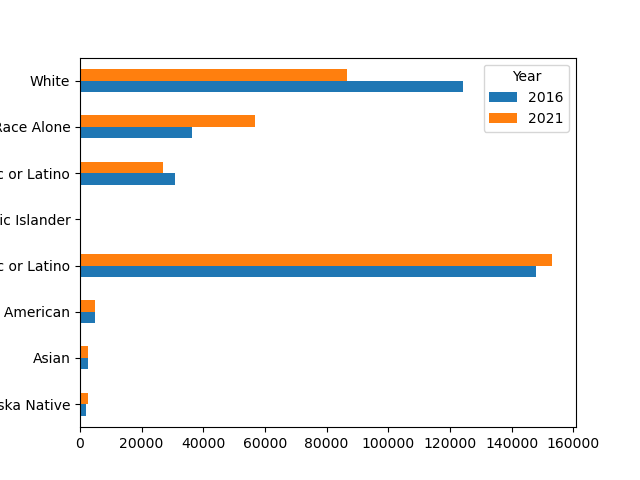 White
Race Alone
c or Latino
ic Islander
c or Latino
American
Asian
ska Native
0 20000 40000 60000 80000 100000 120000 140000 160000
Year
2016
2021